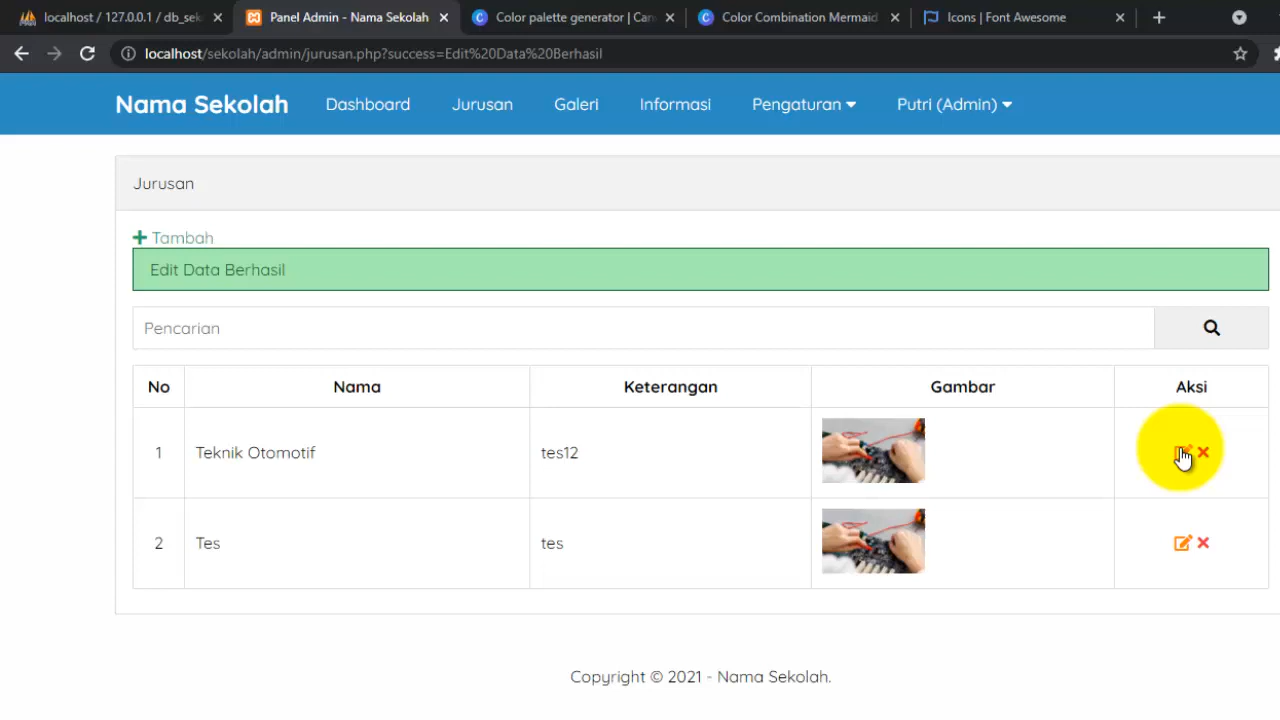 localhost / 127.0.0.1 / db_sek
Panel Admin - Nama Sekolah
Color palette generator | Can
Color Combination Mermaid
Icons | Font Awesome
localhost/sekolah/admin/jurusan.php?success=Edit%20Data%20Berhasil
Nama Sekolah Dashboard Jurusan Galeri Informasi Pengaturan Putri (Admin)
Jurusan
Tambah
Edit Data Berhasil
Pencarian
No Nama Keterangan Gambar Aksi
1 Teknik Otomotif tes12
2 Tes tes
Copyright © 2021 - Nama Sekolah.